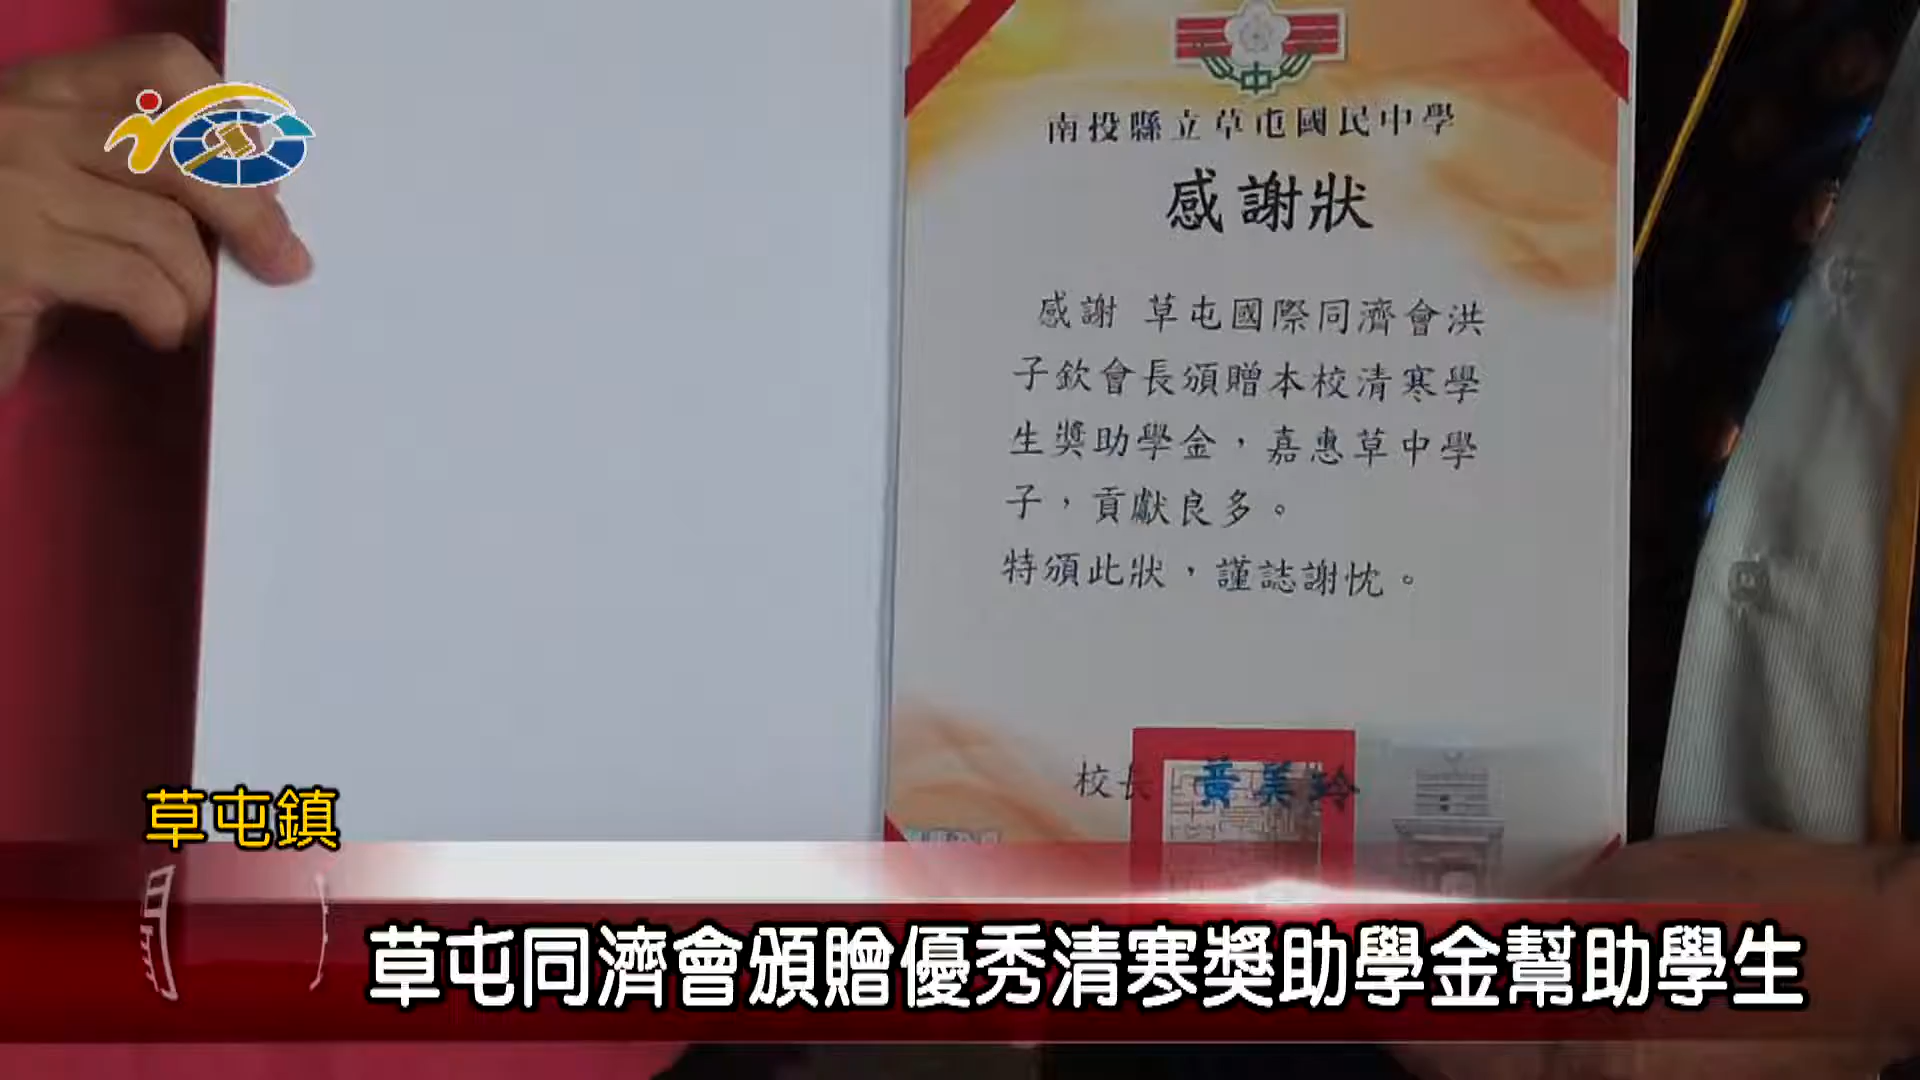 中
南投縣立草屯國民中學
感謝狀
感謝 草屯國際同濟會洪
子欽會長頒贈本校清寒學
生獎助學金，嘉惠草中學
子，貢獻良多。
特頒此狀，謹誌謝忱。
校長 黃美玲
草屯鎮
草屯同濟會頒贈優秀清寒獎助學金幫助學生